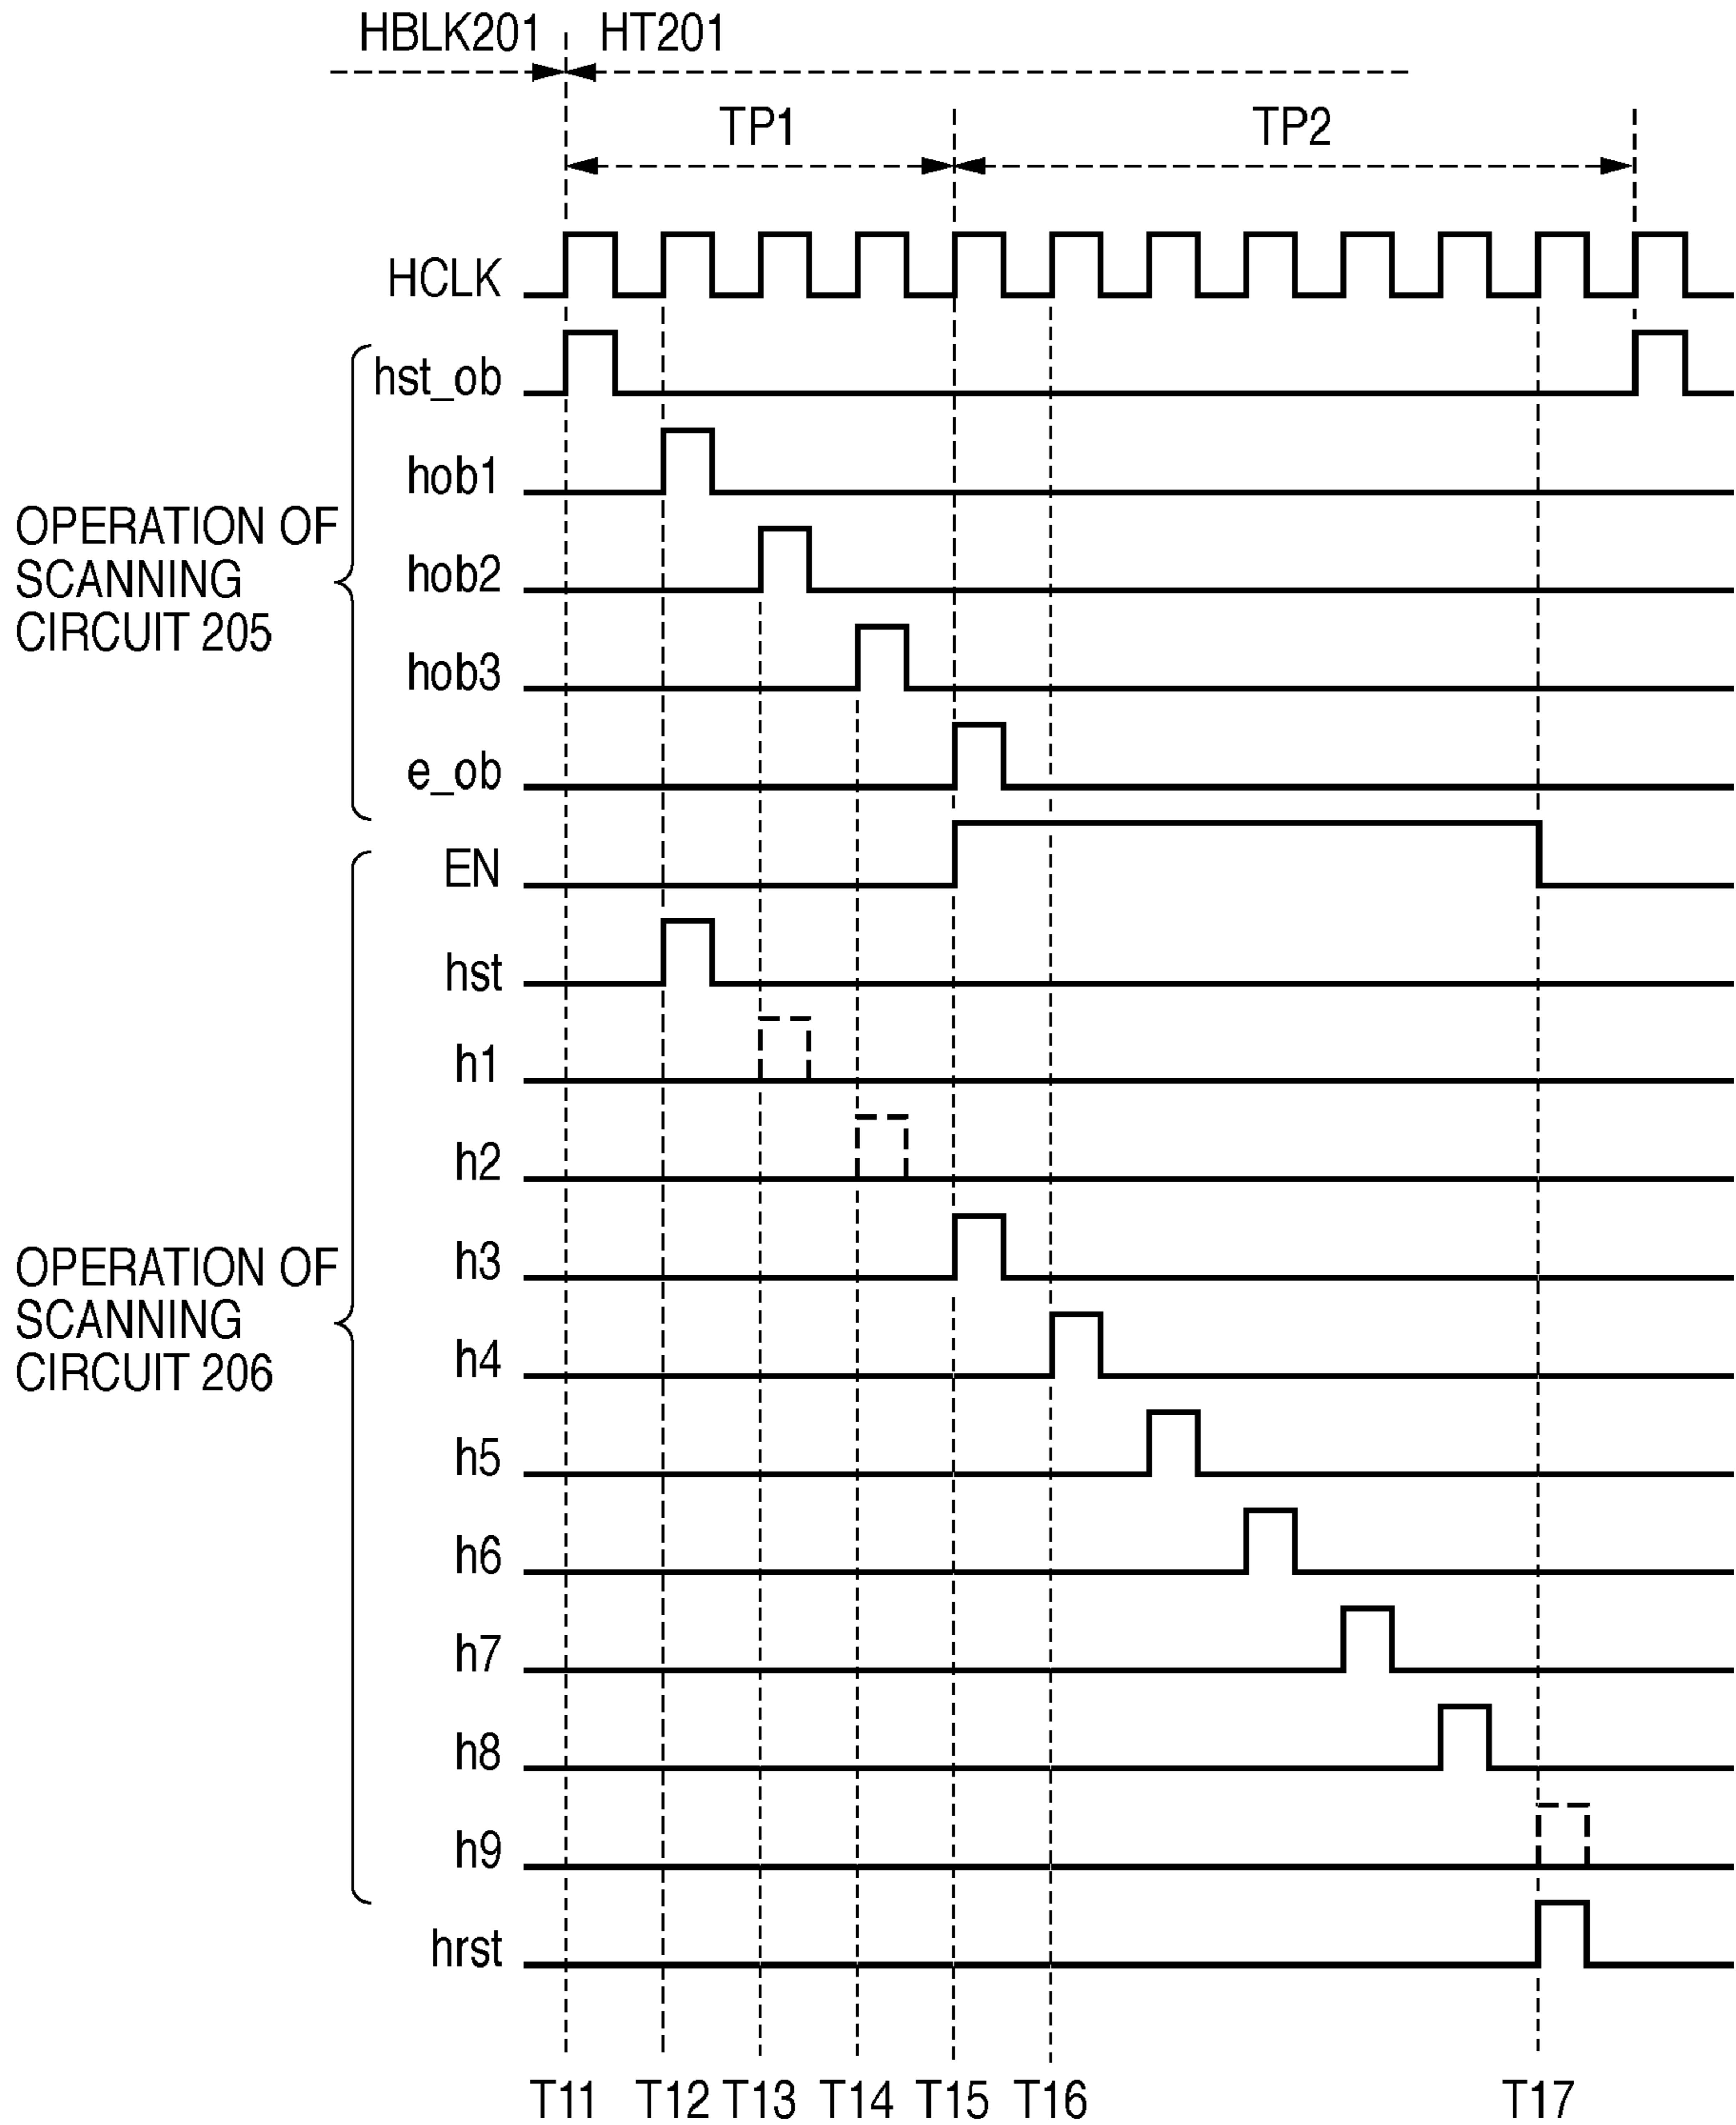 HBLK201 HT201
TP1 TP2
HCLK
hst_ob
hob1
OPERATION OF
SCANNING
CIRCUIT 205
hob2
hob3
e_ob
EN
hst
h1
h2
h3
OPERATION OF
SCANNING
CIRCUIT 206
h4
h5
h6
h7
h8
h9
hrst
T11 T12 T13 T14 T15 T16 T17